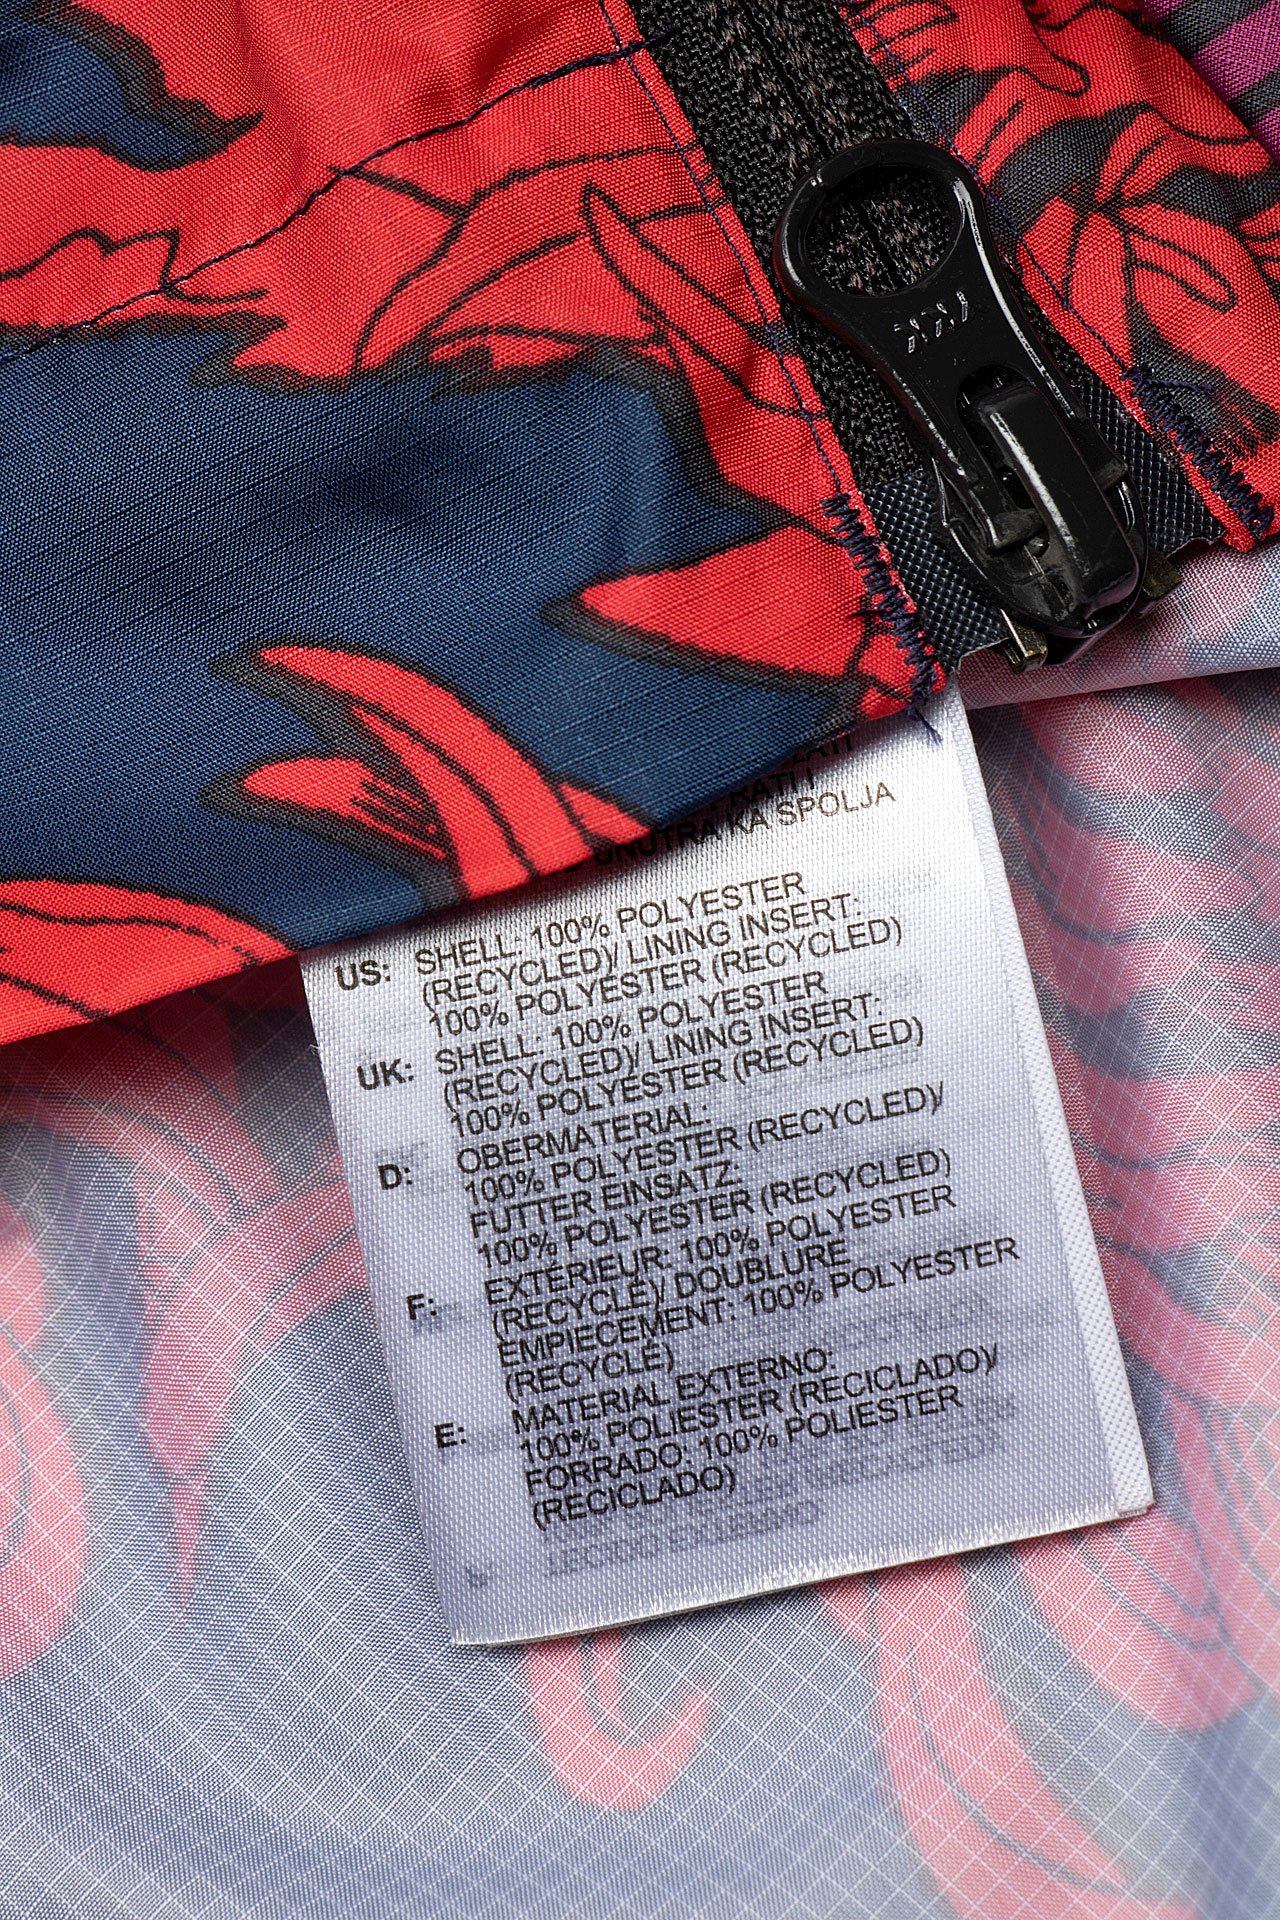 YKK
UNUTRA KA SPOLJA
US: SHELL: 100% POLYESTER
(RECYCLED)/ LINING INSERT:
100% POLYESTER (RECYCLED)
UK: SHELL: 100% POLYESTER
(RECYCLED)/ LINING INSERT:
100% POLYESTER (RECYCLED)
D: OBERMATERIAL:
100% POLYESTER (RECYCLED)/
FUTTER EINSATZ:
100% POLYESTER (RECYCLED)
F: EXTÉRIEUR: 100% POLYESTER
(RECYCLÉ)/ DOUBLURE
EMPIECEMENT: 100% POLYESTER
(RECYCLÉ)
E: MATERIAL EXTERNO:
100% POLIESTER (RECICLADO)/
FORRADO: 100% POLIESTER
(RECICLADO)